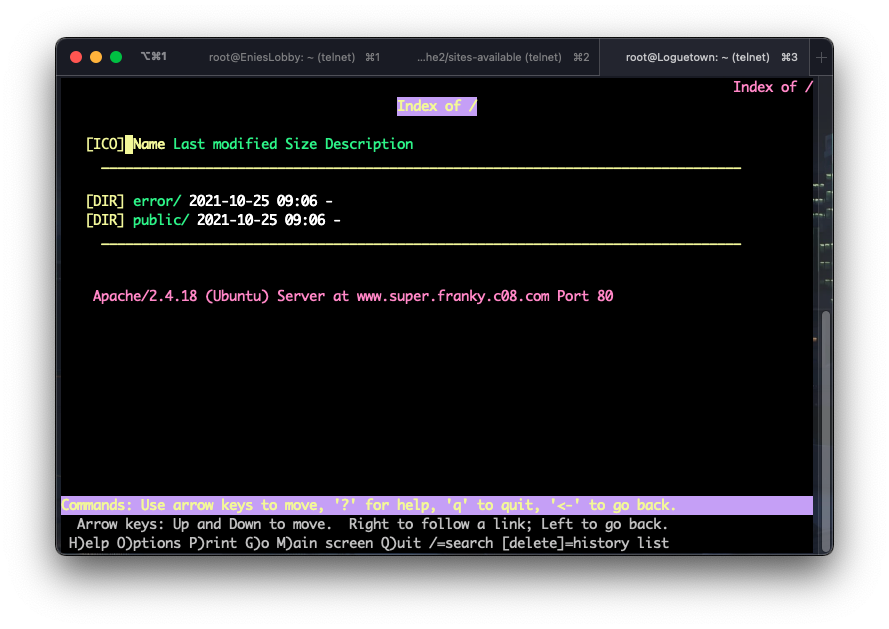 ⌥⌘1 root@EniesLobby: ~ (telnet) ⌘1 ...he2/sites-available (telnet) ⌘2 root@Loguetown: ~ (telnet) ⌘3 +
Index of /
Index of /
[ICO] Name Last modified Size Description
[DIR] error/ 2021-10-25 09:06 -
[DIR] public/ 2021-10-25 09:06 -
Apache/2.4.18 (Ubuntu) Server at www.super.franky.c08.com Port 80
Commands: Use arrow keys to move, '?' for help, 'q' to quit, '<-' to go back.
Arrow keys: Up and Down to move.  Right to follow a link; Left to go back.
H)elp O)ptions P)rint G)o M)ain screen Q)uit /=search [delete]=history list